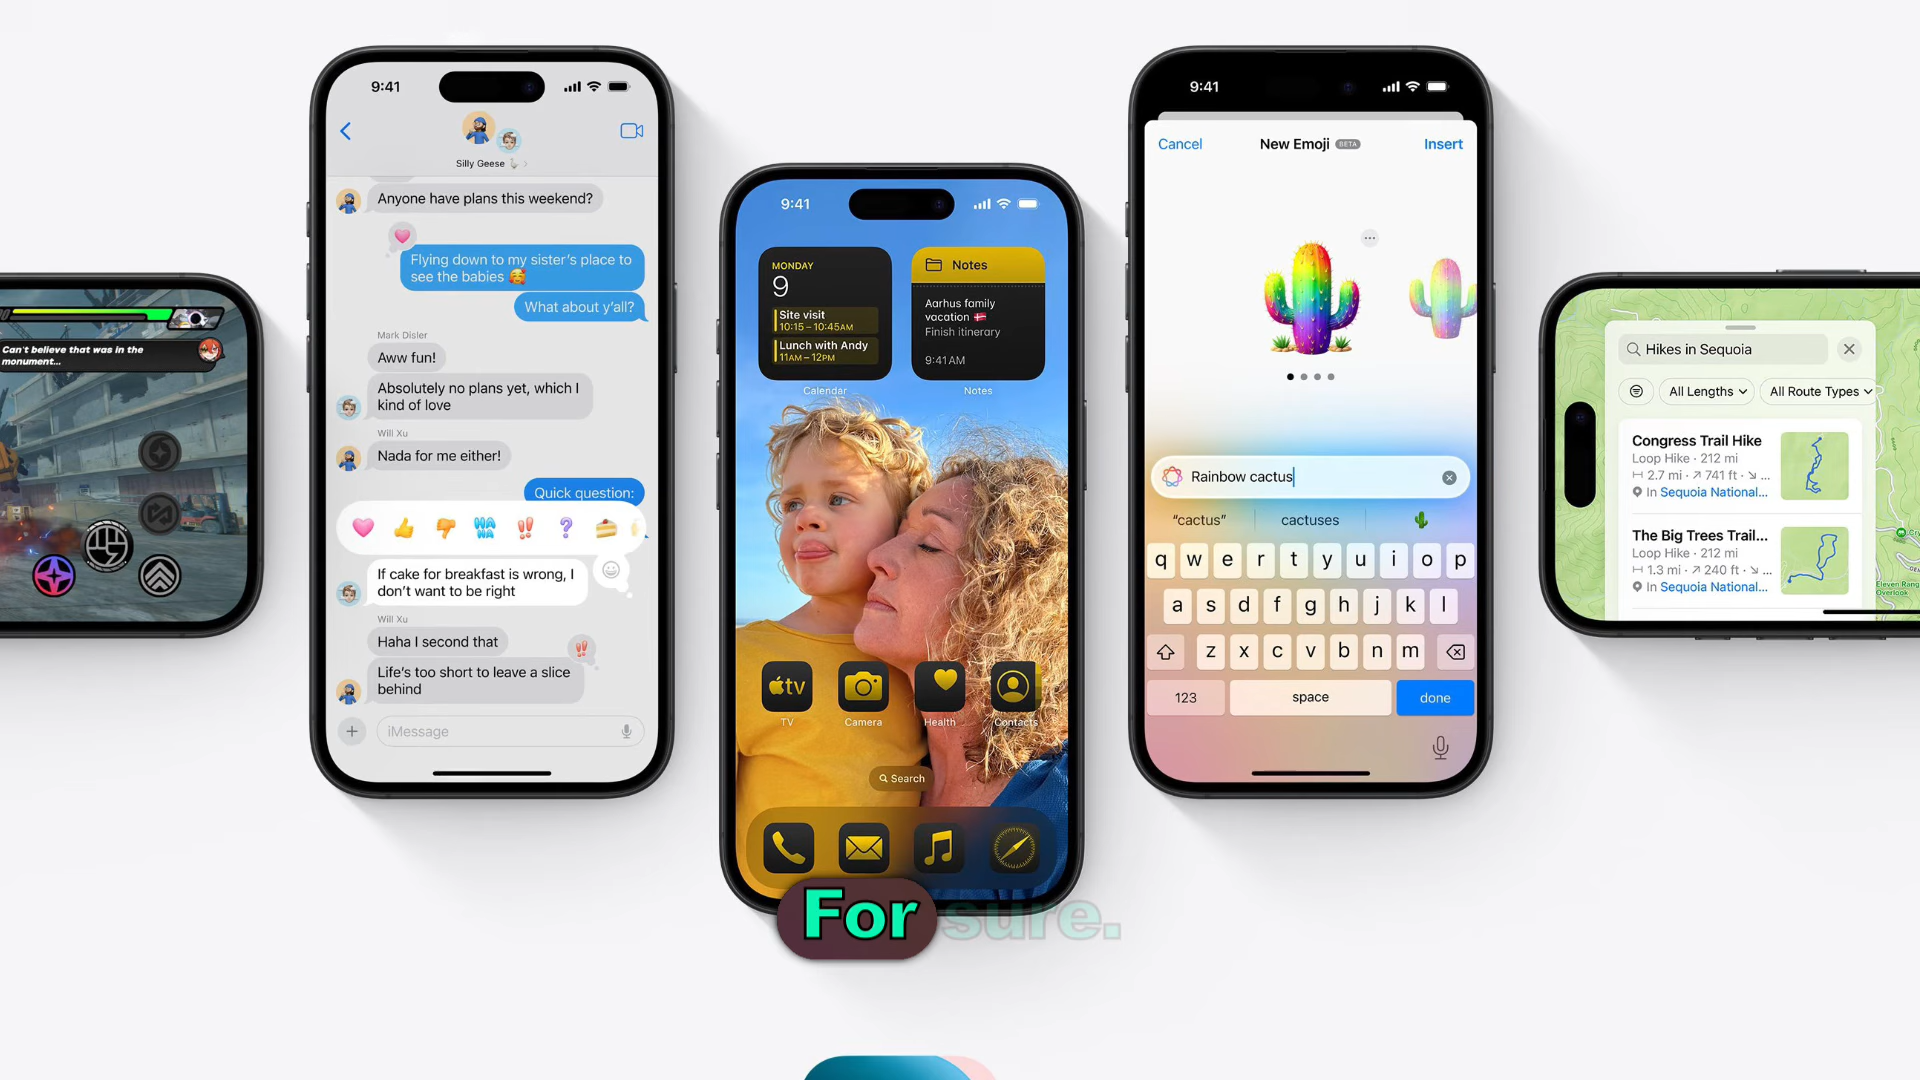 Can't believe that was in the
monument...
9:41
Silly Geese
Anyone have plans this weekend?
Flying down to my sister's place to
see the babies 🥰
What about y'all?
Mark Disler
Aww fun!
Absolutely no plans yet, which I
kind of love
Will Xu
Nada for me either!
Quick question:
HA HA
!!
?
If cake for breakfast is wrong, I
don't want to be right
Will Xu
Haha I second that
!!
Life's too short to leave a slice
behind
iMessage
9:41
MONDAY
9
Site visit
10:15 – 10:45AM
Lunch with Andy
11AM – 12PM
Calendar
Notes
Aarhus family
vacation 🇩🇰
Finish itinerary
9:41 AM
Notes
tv
TV
Camera
Health
Contacts
Search
For sure.
9:41
Cancel
New Emoji BETA
Insert
Rainbow cactus
"cactus"
cactuses
q w e r t y u i o p
a s d f g h j k l
z x c v b n m
123
space
done
Hikes in Sequoia
All Lengths
All Route Types
Congress Trail Hike
Loop Hike · 212 mi
2.7 mi · 741 ft · ...
In Sequoia National...
The Big Trees Trail...
Loop Hike · 212 mi
1.3 mi · 240 ft · ...
In Sequoia National...
Eleven Rang
Overlook